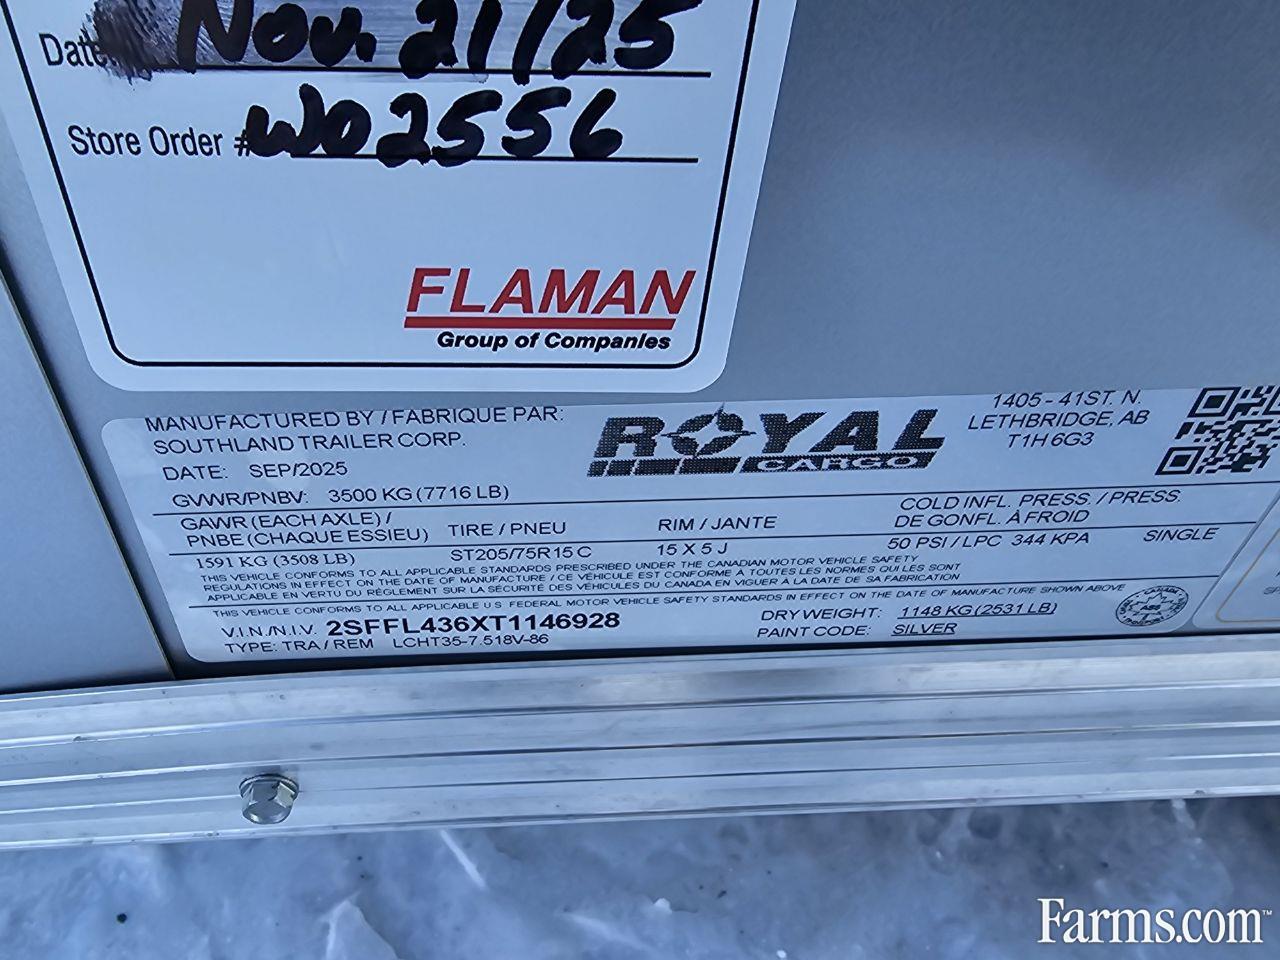 Date: Nov. 21/25
Store Order # W02556
FLAMAN
Group of Companies
MANUFACTURED BY / FABRIQUE PAR:
SOUTHLAND TRAILER CORP.
DATE: SEP/2025
ROYAL
CARGO
1405 - 41ST. N.
LETHBRIDGE, AB
T1H 6G3
GVWR/PNBV: 3500 KG (7716 LB)
GAWR (EACH AXLE) /
PNBE (CHAQUE ESSIEU)
TIRE / PNEU
RIM / JANTE
COLD INFL. PRESS. / PRESS.
DE GONFL. À FROID
1591 KG (3508 LB)
ST205/75R15 C
15 X 5 J
50 PSI / LPC 344 KPA
SINGLE
THIS VEHICLE CONFORMS TO ALL APPLICABLE STANDARDS PRESCRIBED UNDER THE CANADIAN MOTOR VEHICLE SAFETY
REGULATIONS IN EFFECT ON THE DATE OF MANUFACTURE / CE VÉHICULE EST CONFORME A TOUTES LES NORMES QUI LES SONT
APPLICABLE EN VERTU DU RÉGLEMENT SUR LA SÉCURITÉ DES VÉHICULES DU CANADA EN VIGUER À LA DATE DE SA FABRICATION
THIS VEHICLE CONFORMS TO ALL APPLICABLE U.S. FEDERAL MOTOR VEHICLE SAFETY STANDARDS IN EFFECT ON THE DATE OF MANUFACTURE SHOWN ABOVE
V.I.N./N.I.V. 2SFFL436XT1146928
TYPE: TRA / REM LCHT35-7.518V-86
DRY WEIGHT: 1148 KG (2531 LB)
PAINT CODE: SILVER
CANADA
Farms.com™